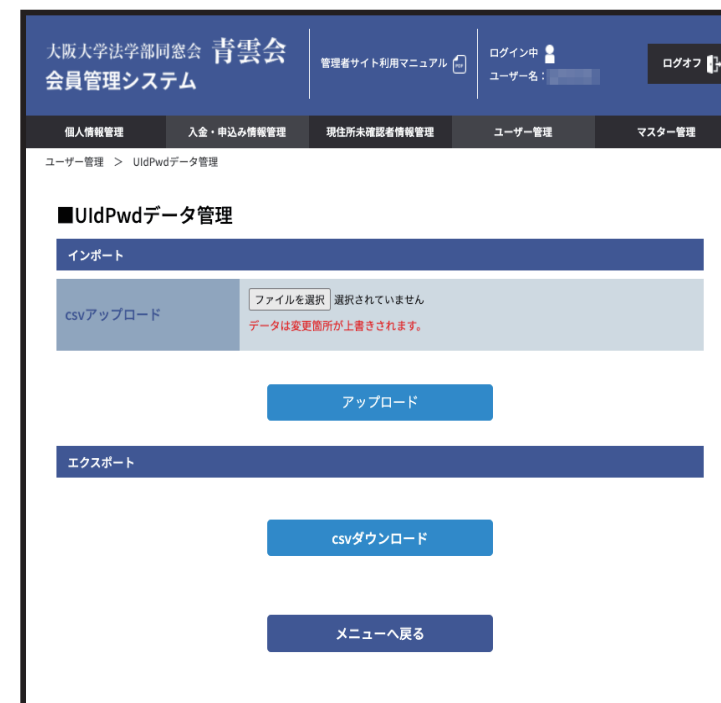 大阪大学法学部同窓会 青雲会
会員管理システム
管理者サイト利用マニュアル
ログイン中
ユーザー名：
ログオフ
個人情報管理 入金・申込み情報管理 現住所未確認者情報管理 ユーザー管理 マスター管理
ユーザー管理 ＞ UIdPwdデータ管理
■UIdPwdデータ管理
インポート
csvアップロード
ファイルを選択 選択されていません
データは変更箇所が上書きされます。
アップロード
エクスポート
csvダウンロード
メニューへ戻る